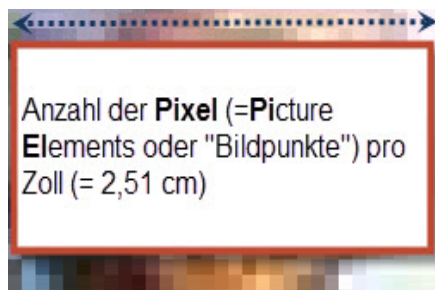 Anzahl der Pixel (=Picture
Elements oder "Bildpunkte") pro
Zoll (= 2,51 cm)